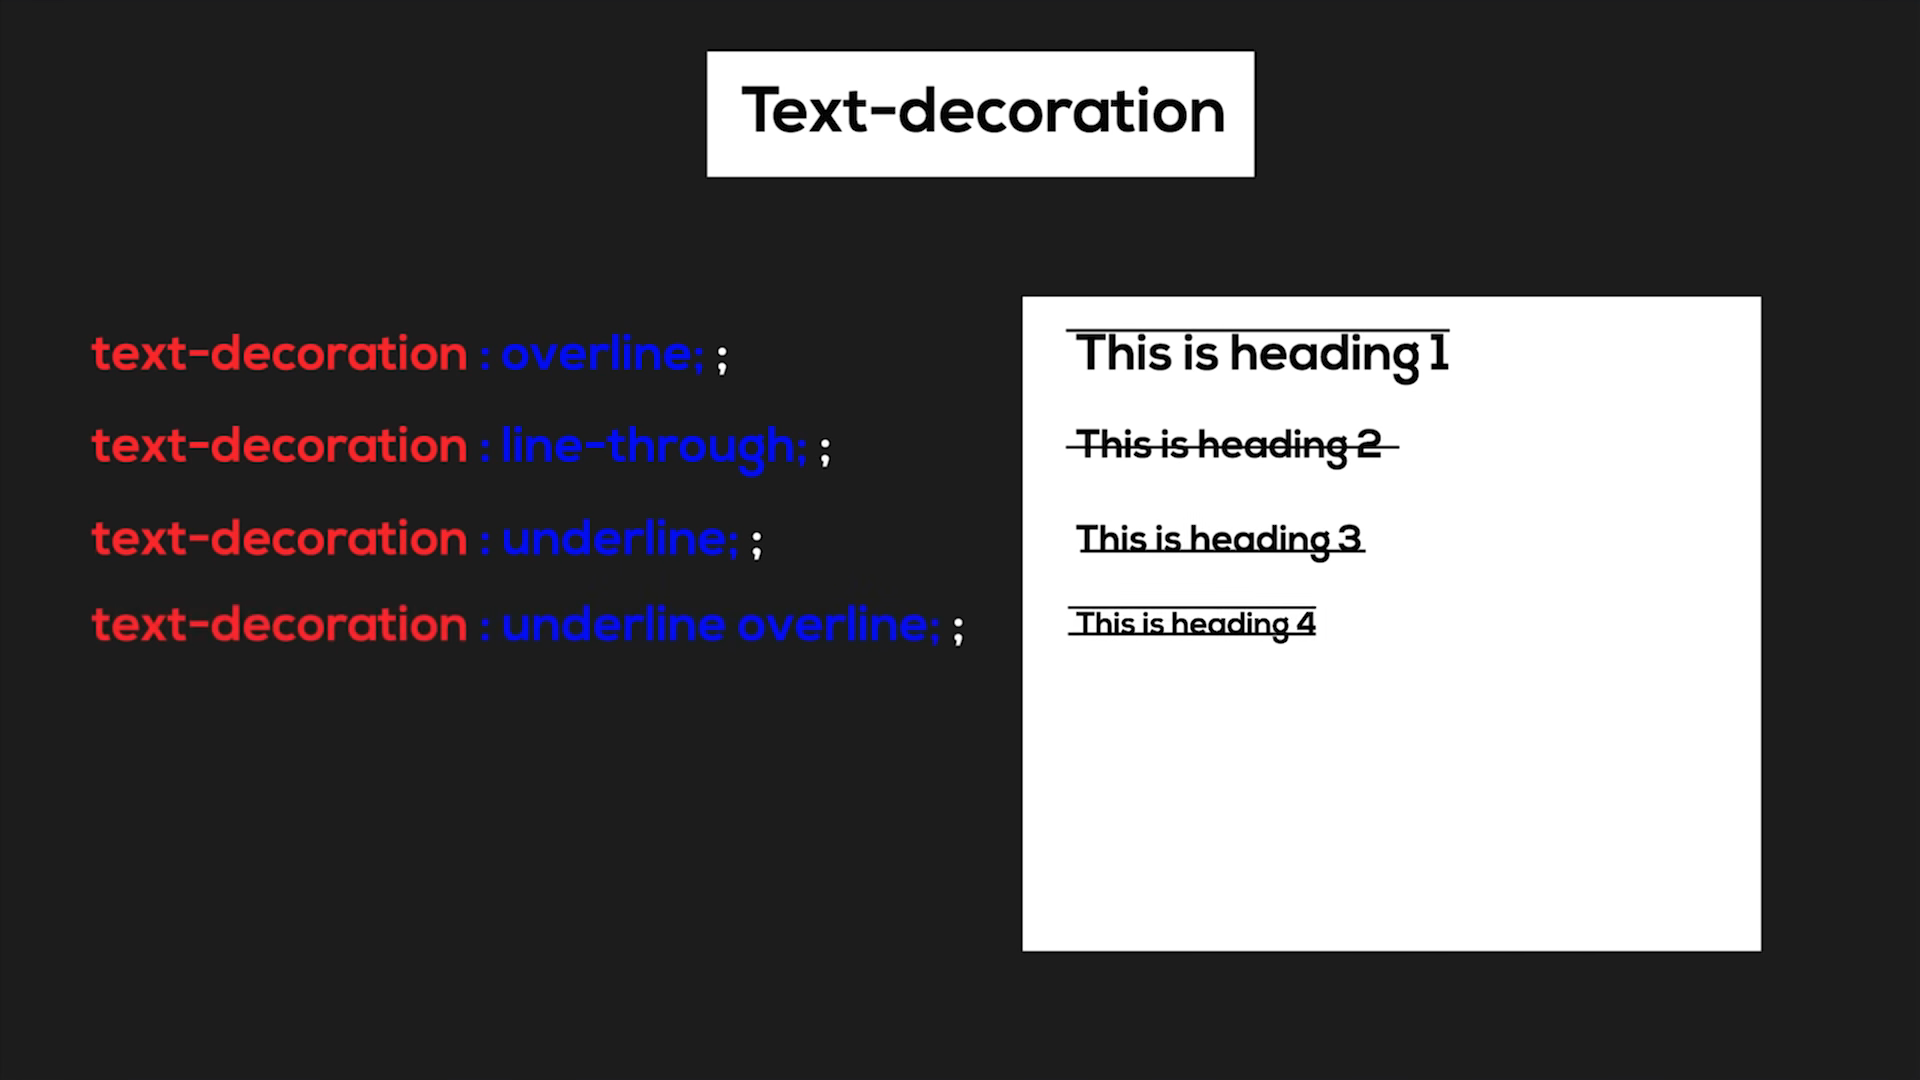 Text-decoration
text-decoration : overline; ;
This is heading 1
text-decoration : line-through; ;
This is heading 2
text-decoration : underline; ;
This is heading 3
text-decoration : underline overline; ;
This is heading 4